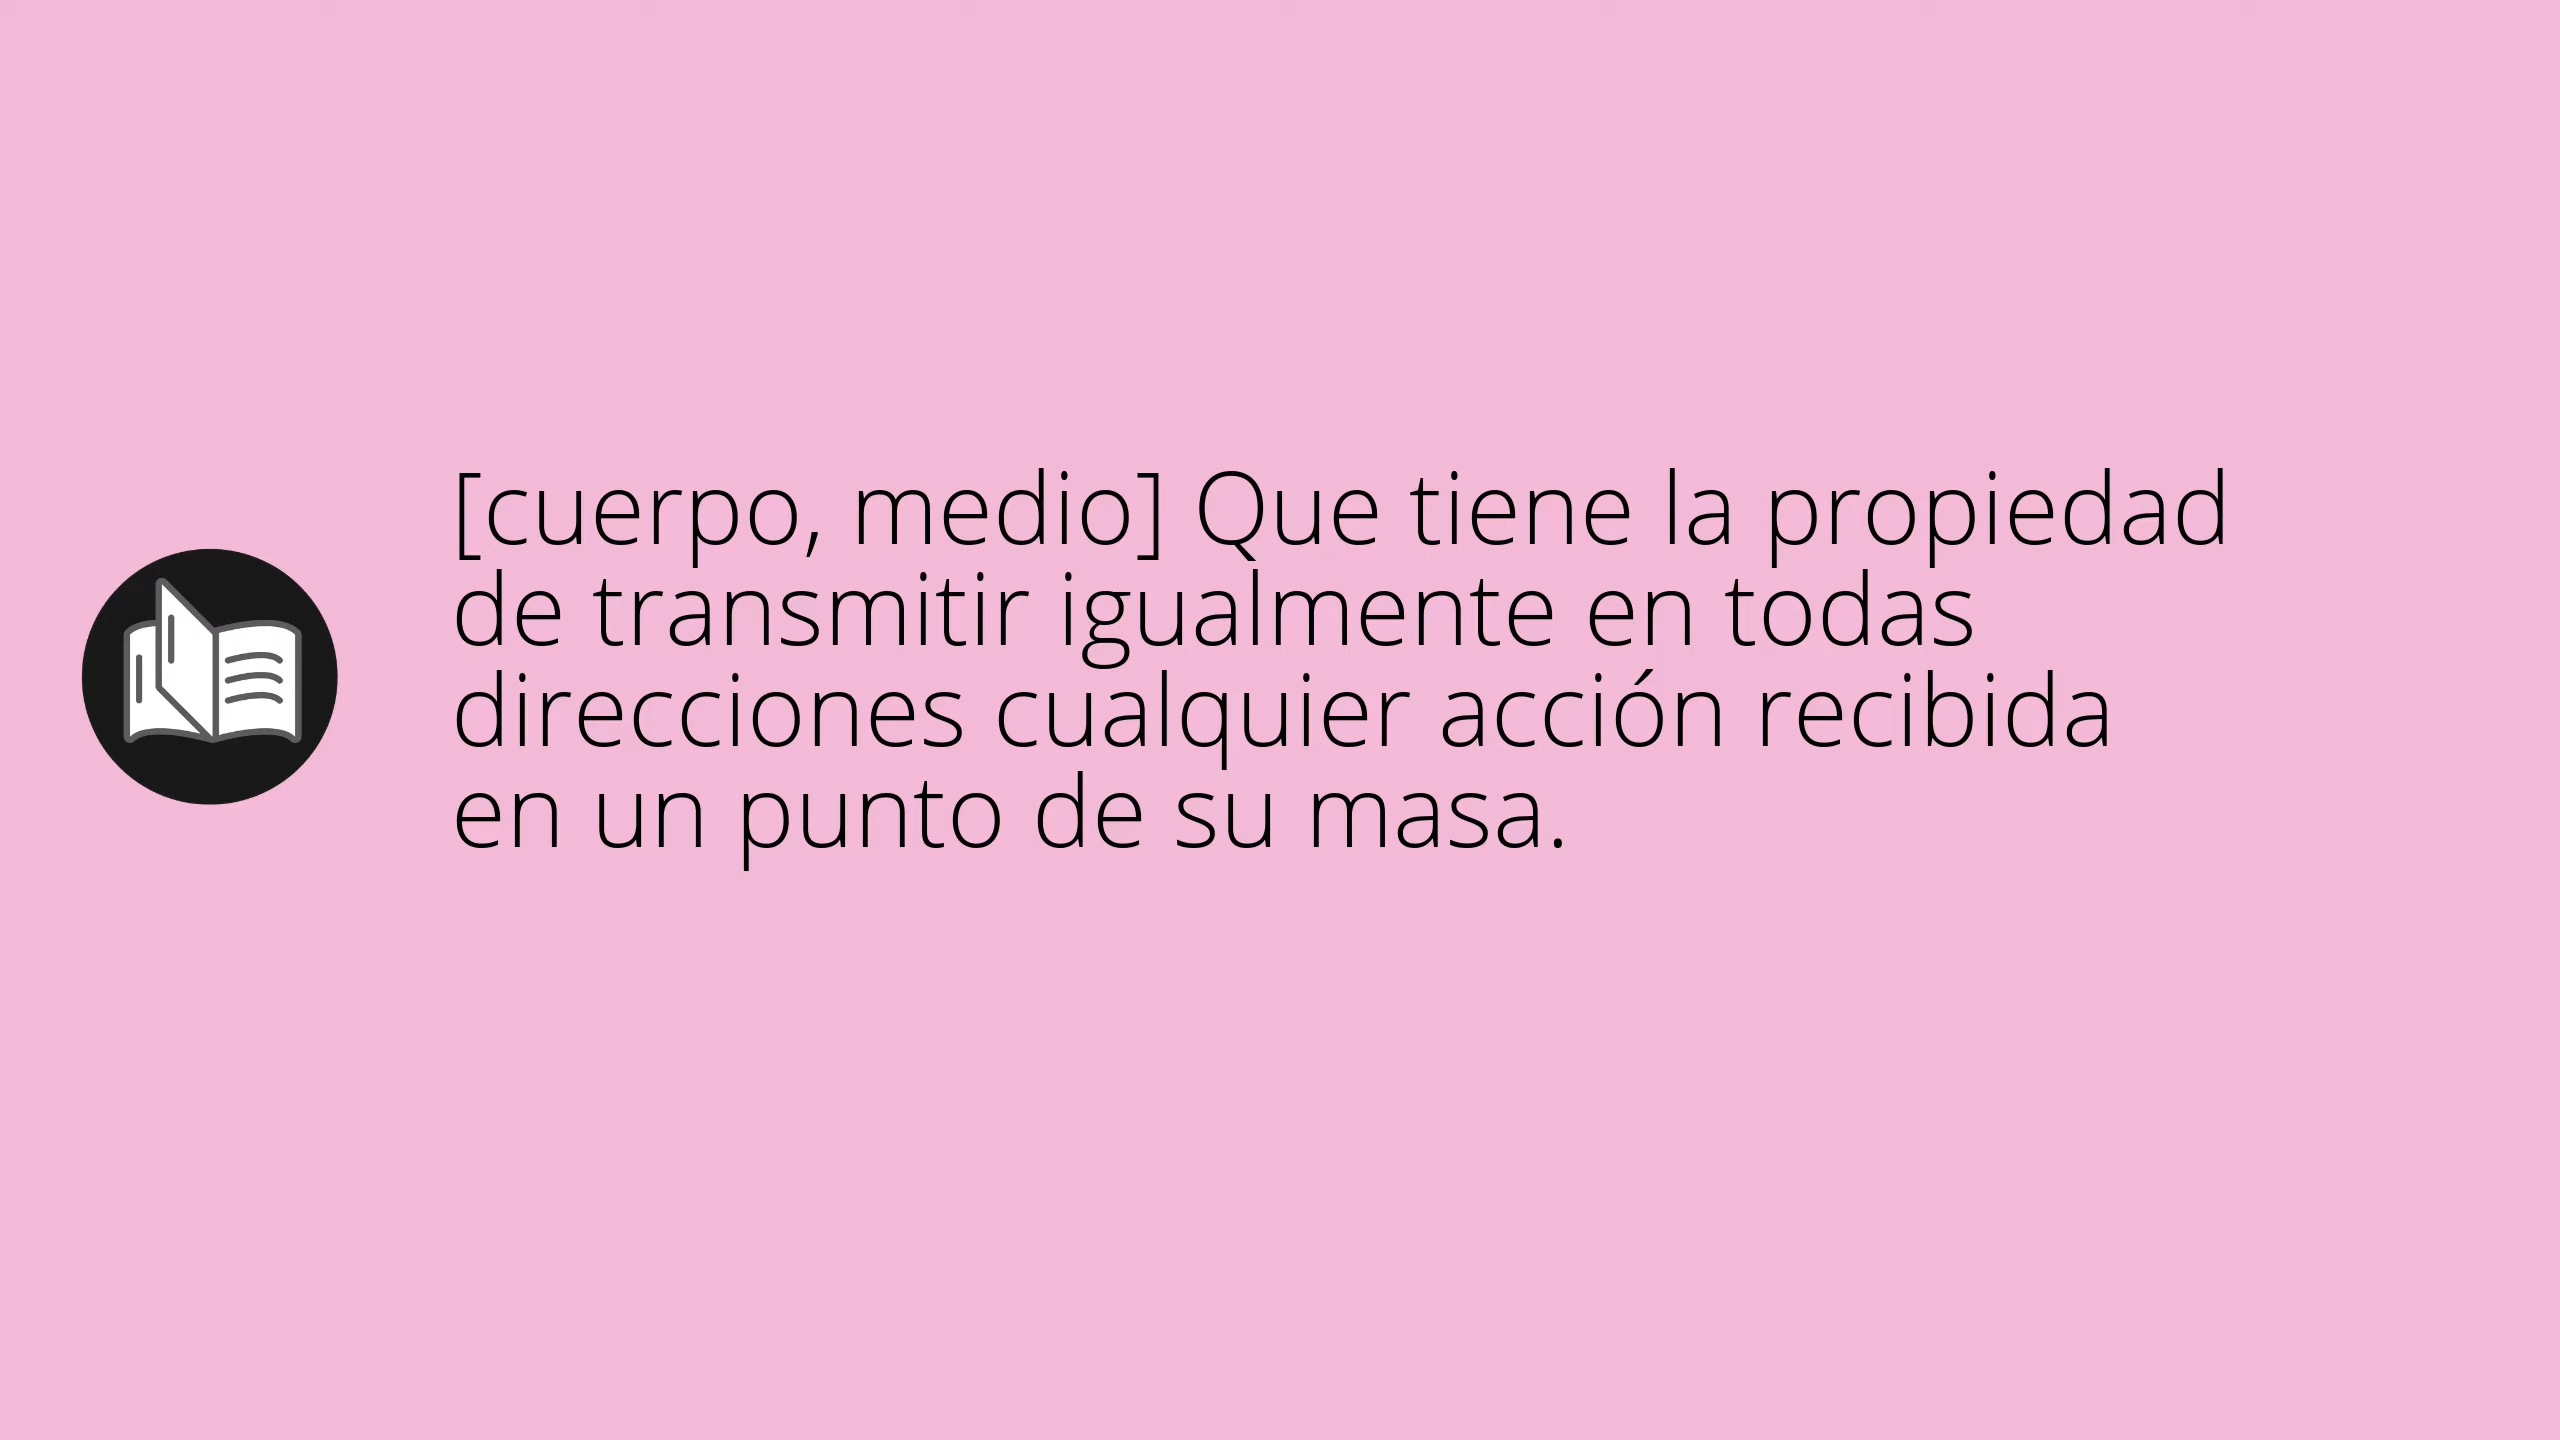 [cuerpo, medio] Que tiene la propiedad
de transmitir igualmente en todas
direcciones cualquier acción recibida
en un punto de su masa.